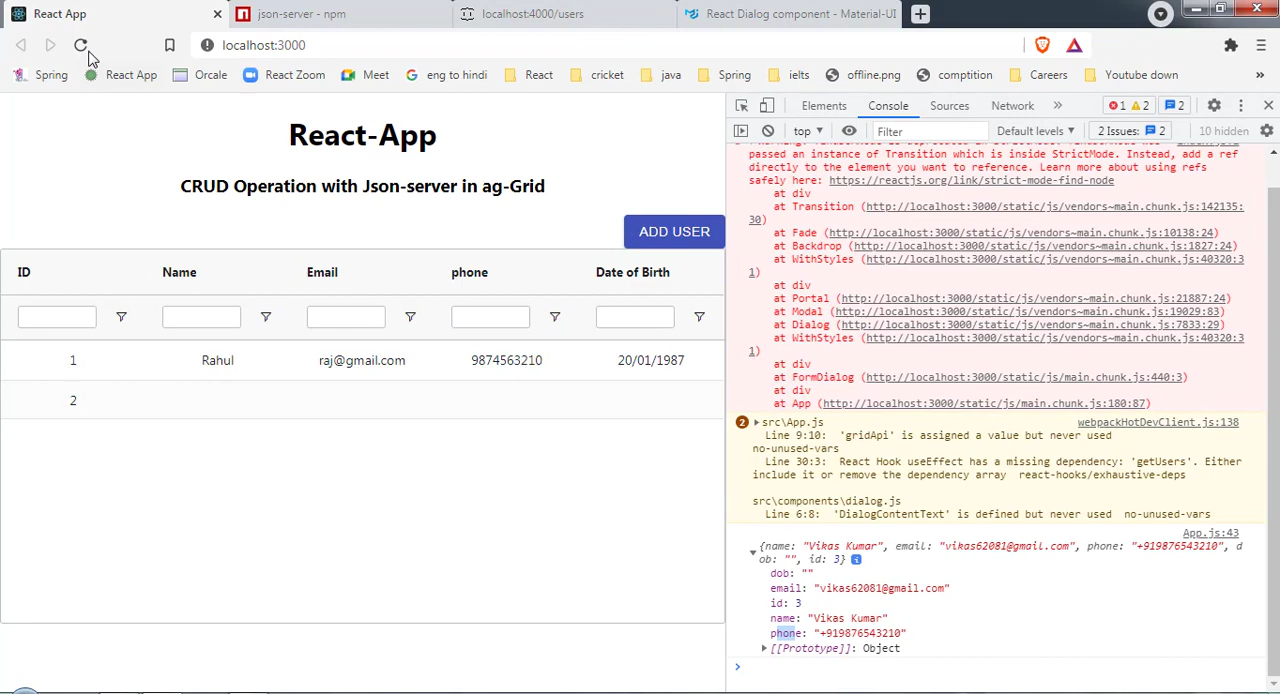 React App
json-server - npm
localhost:4000/users
React Dialog component - Material-UI
localhost:3000
Spring
React App
Orcale
React Zoom
Meet
eng to hindi
React
cricket
java
Spring
ielts
offline.png
comptition
Careers
Youtube down
»
React-App
CRUD Operation with Json-server in ag-Grid
ADD USER
ID Name Email phone Date of Birth
1 Rahul raj@gmail.com 9874563210 20/01/1987
2
Elements Console Sources Network » 1 2 2
top Filter Default levels 2 Issues: 2 10 hidden
passed an instance of Transition which is inside StrictMode. Instead, add a ref
directly to the element you want to reference. Learn more about using refs
safely here: https://reactjs.org/link/strict-mode-find-node
at div
at Transition (http://localhost:3000/static/js/vendors~main.chunk.js:142135:
30)
at Fade (http://localhost:3000/static/js/vendors~main.chunk.js:10138:24)
at Backdrop (http://localhost:3000/static/js/vendors~main.chunk.js:1827:24)
at WithStyles (http://localhost:3000/static/js/vendors~main.chunk.js:40320:3
1)
at div
at Portal (http://localhost:3000/static/js/vendors~main.chunk.js:21887:24)
at Modal (http://localhost:3000/static/js/vendors~main.chunk.js:19029:83)
at Dialog (http://localhost:3000/static/js/vendors~main.chunk.js:7833:29)
at WithStyles (http://localhost:3000/static/js/vendors~main.chunk.js:40320:3
1)
at div
at FormDialog (http://localhost:3000/static/js/main.chunk.js:440:3)
at div
at App (http://localhost:3000/static/js/main.chunk.js:180:87)
2 src\App.js webpackHotDevClient.js:138
Line 9:10: 'gridApi' is assigned a value but never used
no-unused-vars
Line 30:3: React Hook useEffect has a missing dependency: 'getUsers'. Either
include it or remove the dependency array react-hooks/exhaustive-deps
src\components\dialog.js
Line 6:8: 'DialogContentText' is defined but never used no-unused-vars
App.js:43
{name: "Vikas Kumar", email: "vikas62081@gmail.com", phone: "+919876543210", d
ob: "", id: 3}
dob: ""
email: "vikas62081@gmail.com"
id: 3
name: "Vikas Kumar"
phone: "+919876543210"
[[Prototype]]: Object